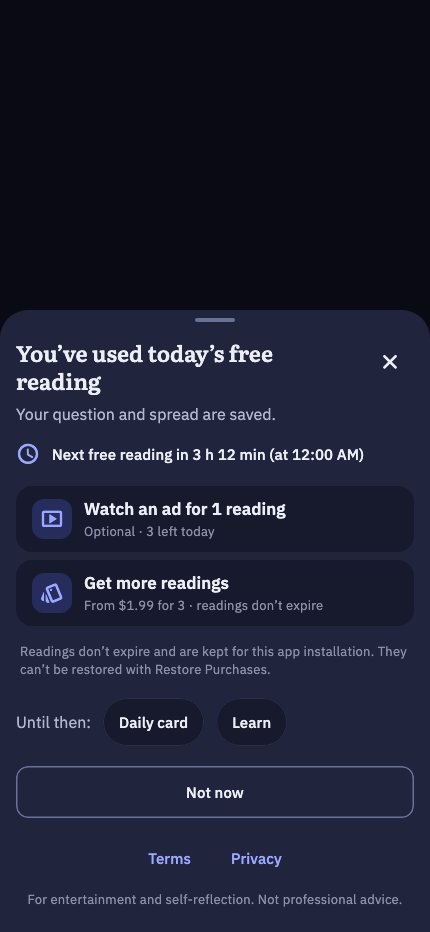 You’ve used today’s free
reading
Your question and spread are saved.
Next free reading in 3 h 12 min (at 12:00 AM)
Watch an ad for 1 reading
Optional · 3 left today
Get more readings
From $1.99 for 3 · readings don’t expire
Readings don’t expire and are kept for this app installation. They
can’t be restored with Restore Purchases.
Until then:
Daily card
Learn
Not now
Terms
Privacy
For entertainment and self-reflection. Not professional advice.